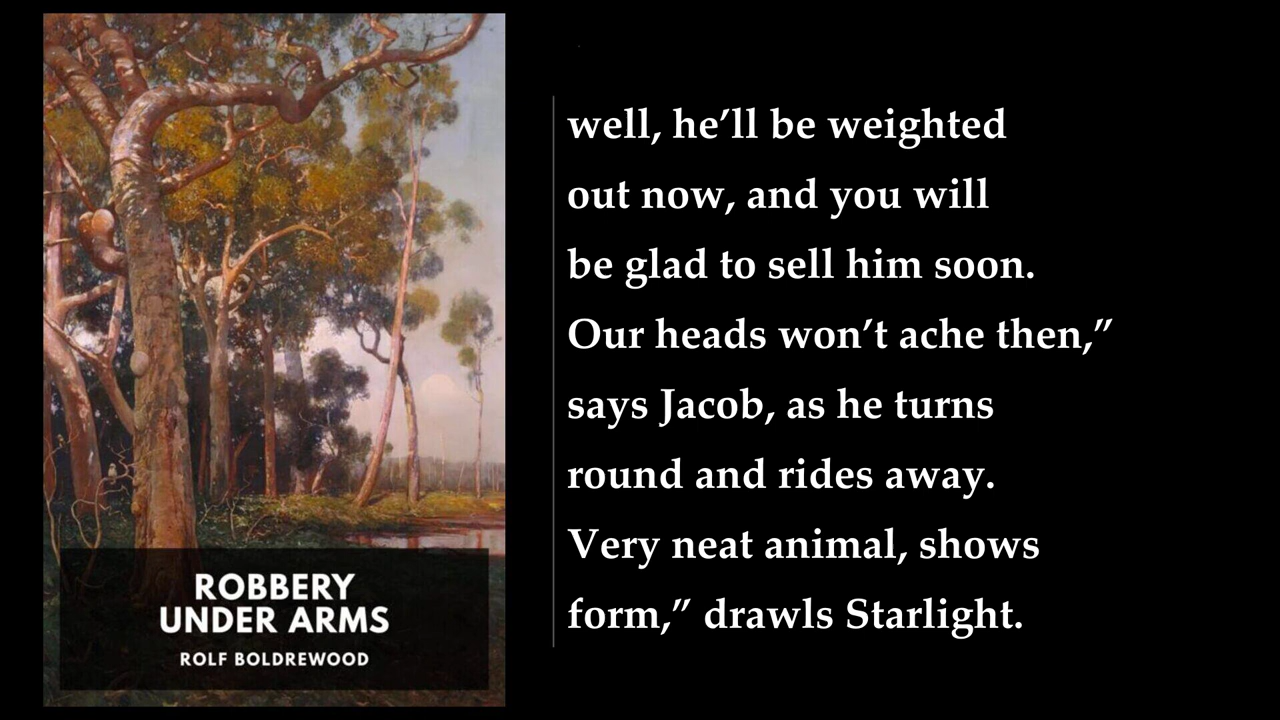 ROBBERY
UNDER ARMS
ROLF BOLDREWOOD
well, he’ll be weighted
out now, and you will
be glad to sell him soon.
Our heads won’t ache then,”
says Jacob, as he turns
round and rides away.
Very neat animal, shows
form,” drawls Starlight.